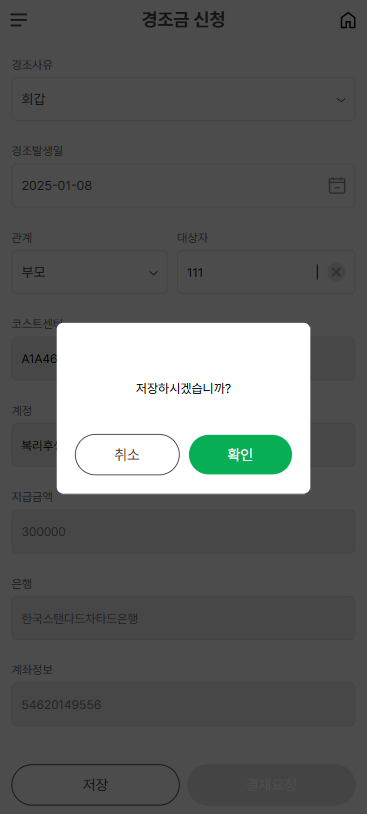 경조금 신청
경조사유
회갑
경조발생일
2025-01-08
관계
대상자
부모
111
코스트센터
A1A46
저장하시겠습니까?
계정
복리후생
취소
확인
지급금액
300000
은행
한국스탠다드차타드은행
계좌정보
54620149556
저장
결재요청